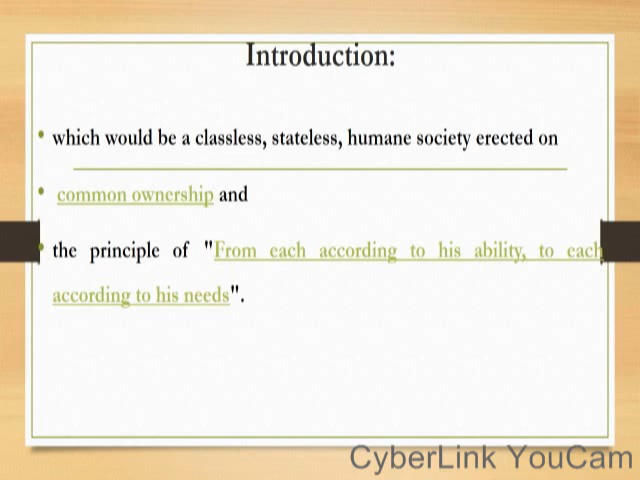 Introduction:
• which would be a classless, stateless, humane society erected on
• common ownership and
• the principle of "From each according to his ability, to each
according to his needs".
CyberLink YouCam